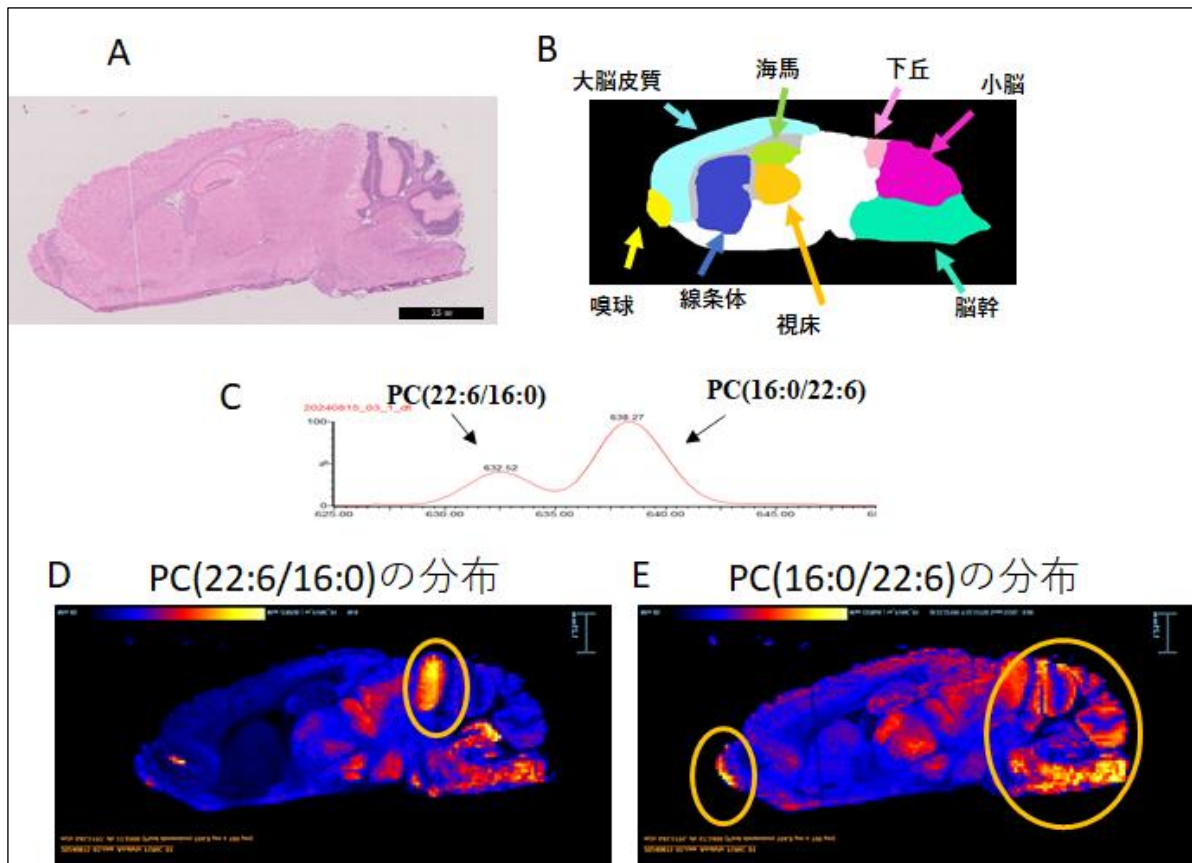 A
B
大脳皮質
海馬
下丘
小脳
嗅球
線条体
視床
脳幹
C
PC(22:6/16:0)
PC(16:0/22:6)
100
%
0
632.52
638.27
625.00
630.00
635.00
640.00
645.00
D
PC(22:6/16:0)の分布
E
PC(16:0/22:6)の分布